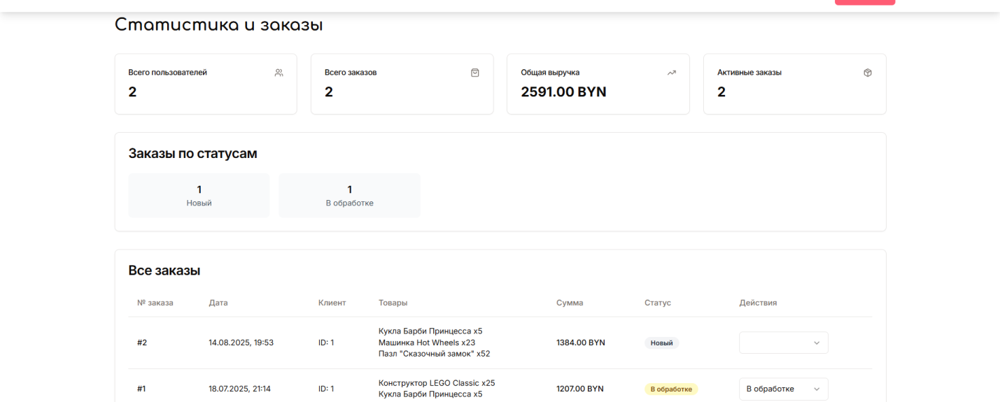 Статистика и заказы
Всего пользователей
2
Всего заказов
2
Общая выручка
2591.00 BYN
Активные заказы
2
Заказы по статусам
1
Новый
1
В обработке
Все заказы
№ заказа Дата Клиент Товары Сумма Статус Действия
#2 14.08.2025, 19:53 ID: 1 Кукла Барби Принцесса x5
Машинка Hot Wheels x23
Пазл "Сказочный замок" x52
1384.00 BYN Новый
#1 18.07.2025, 21:14 ID: 1 Конструктор LEGO Classic x25
Кукла Барби Принцесса x5
1207.00 BYN В обработке В обработке